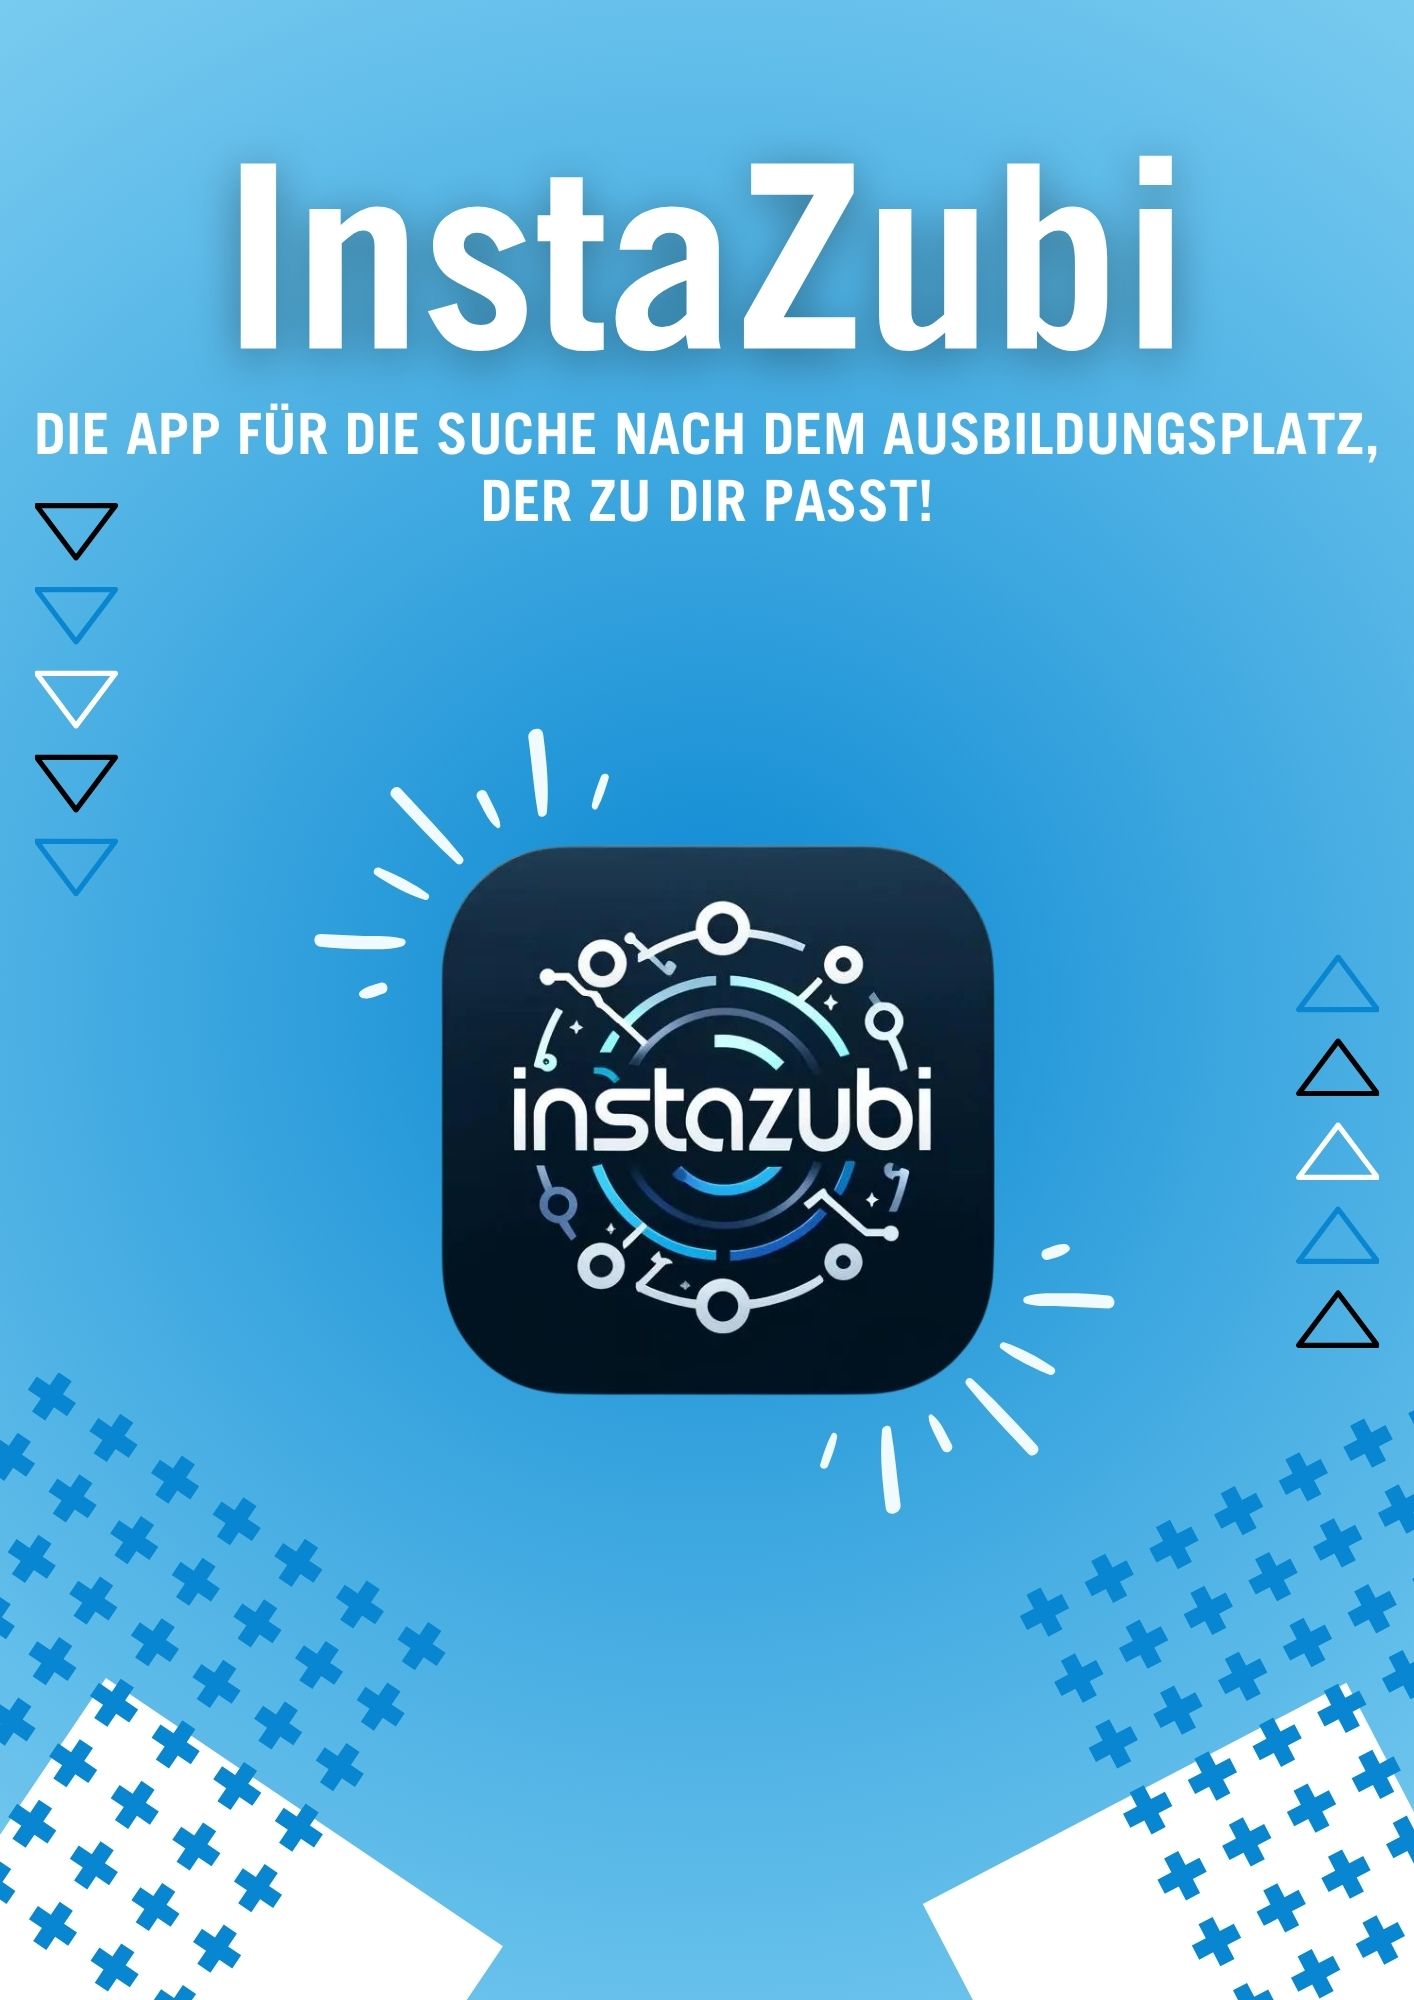 InstaZubi
DIE APP FÜR DIE SUCHE NACH DEM AUSBILDUNGSPLATZ,
DER ZU DIR PASST!
instazubi